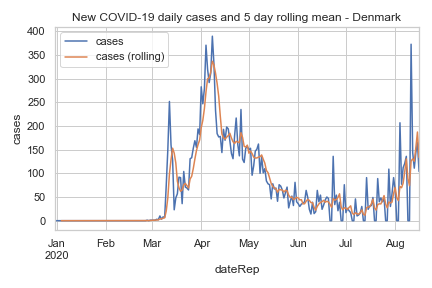 New COVID-19 daily cases and 5 day rolling mean - Denmark
cases
cases (rolling)
400
350
300
250
200
150
100
50
0
cases
Jan Feb Mar Apr May Jun Jul Aug
2020
dateRep